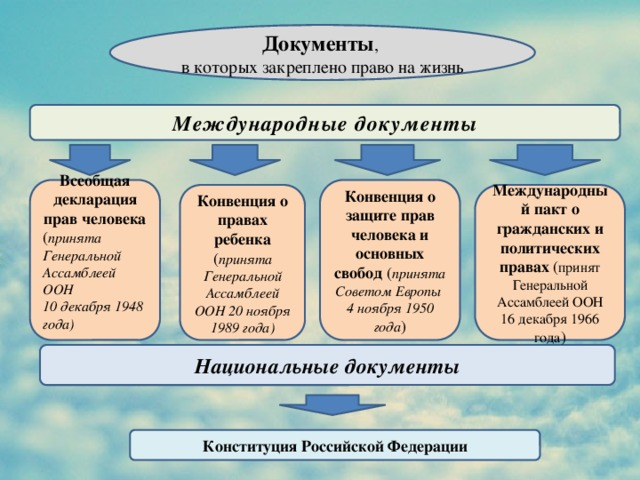 Документы,
в которых закреплено право на жизнь
Международные документы
Всеобщая
декларация
прав человека
(принята
Генеральной
Ассамблеей
ООН
10 декабря 1948
года)
Конвенция о
правах
ребенка
(принята
Генеральной
Ассамблеей
ООН 20 ноября
1989 года)
Конвенция о
защите прав
человека и
основных
свобод (принята
Советом Европы
4 ноября 1950
года)
Международны
й пакт о
гражданских и
политических
правах (принят
Генеральной
Ассамблеей ООН
16 декабря 1966
года)
Национальные документы
Конституция Российской Федерации